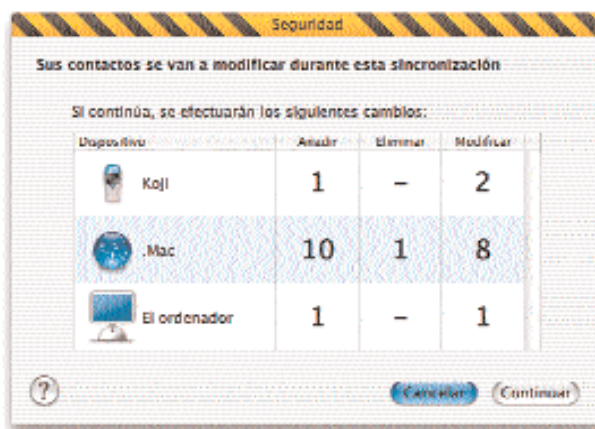 Seguridad
Sus contactos se van a modificar durante esta sincronización
Si continúa, se efectuarán los siguientes cambios:
Dispositivo Añadir Eliminar Modificar
Koji 1 – 2
.Mac 10 1 8
El ordenador 1 – 1
? Cancelar Continuar